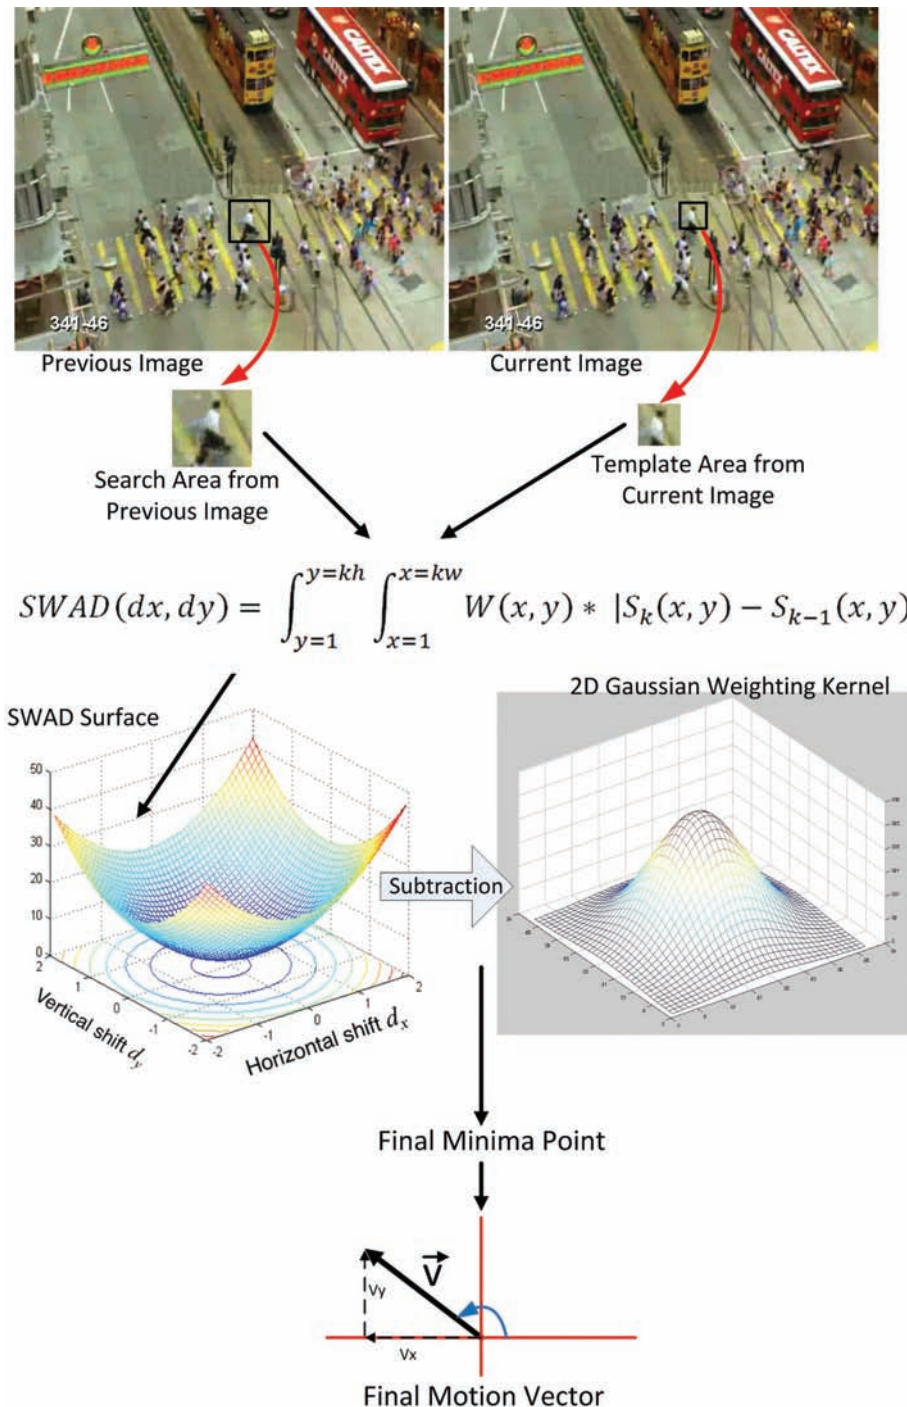 CALTEX
CALTEX
341-46
341-46
Previous Image
Current Image
Search Area from
Previous Image
Template Area from
Current Image
SWAD(dx, dy) = ∫_{y=1}^{y=kh} ∫_{x=1}^{x=kw} W(x, y) * |S_k(x, y) − S_{k−1}(x, y)
SWAD Surface
2D Gaussian Weighting Kernel
50
40
30
20
10
0
2
1
0
-1
-2
-2
-1
0
1
2
Vertical shift d_y
Horizontal shift d_x
Subtraction
Final Minima Point
V
Vy
Vx
Final Motion Vector